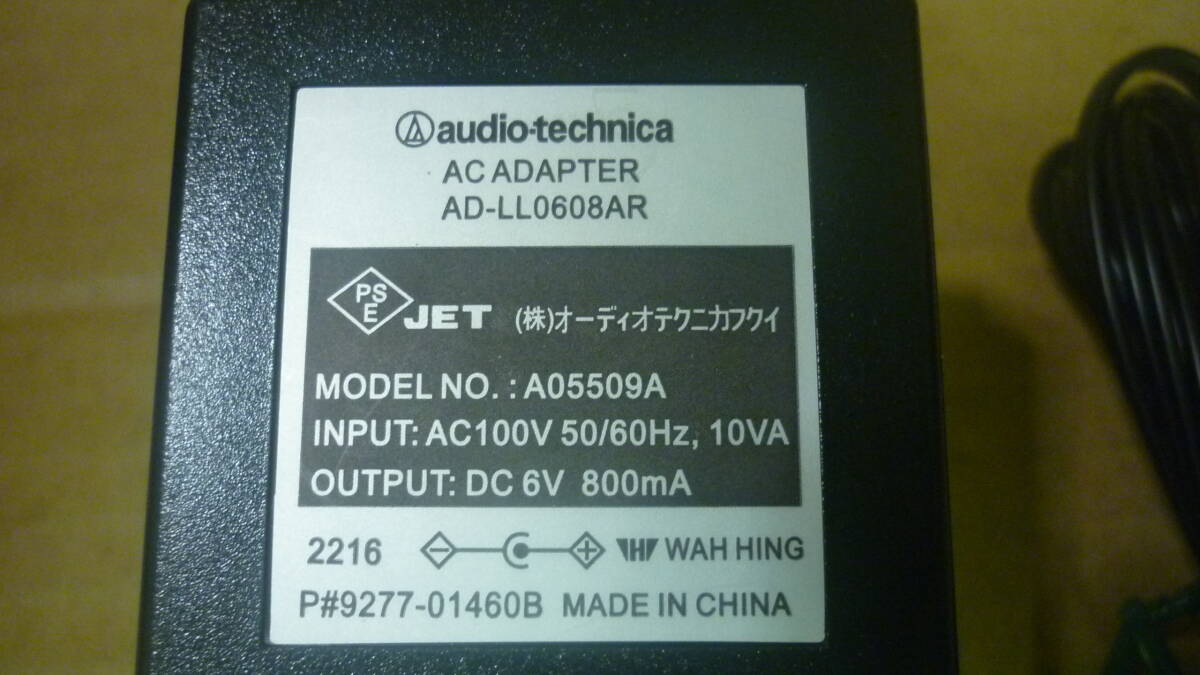 audio-technica
AC ADAPTER
AD-LL0608AR
PS E JET (株)オーディオテクニカフクイ
MODEL NO. : A05509A
INPUT: AC100V 50/60Hz, 10VA
OUTPUT: DC 6V 800mA
2216 WAH HING
P#9277-01460B MADE IN CHINA